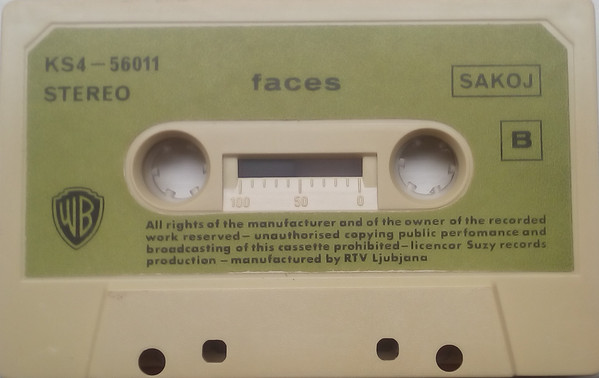 KS4-56011
STEREO
faces
SAKOJ
B
100 50 0
WB
All rights of the manufacturer and of the owner of the recorded
work reserved - unauthorised copying public perfomance and
broadcasting of this cassette prohibited - licencor Suzy records
production - manufactured by RTV Ljubjana